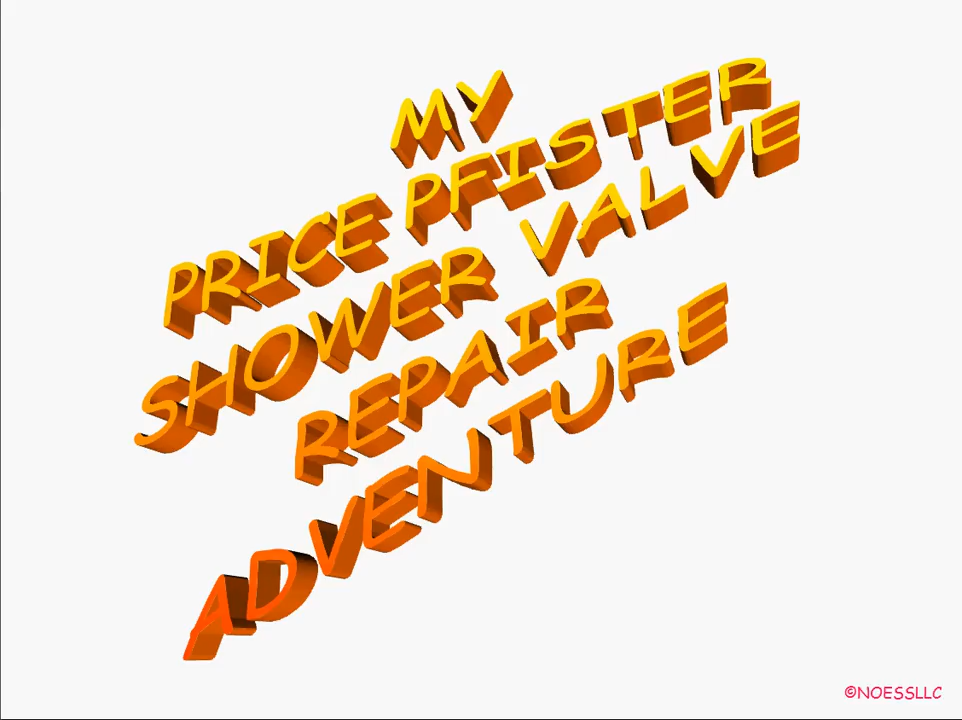 MY
PRICE PFISTER
SHOWER VALVE
REPAIR
ADVENTURE
©NOESSLLC